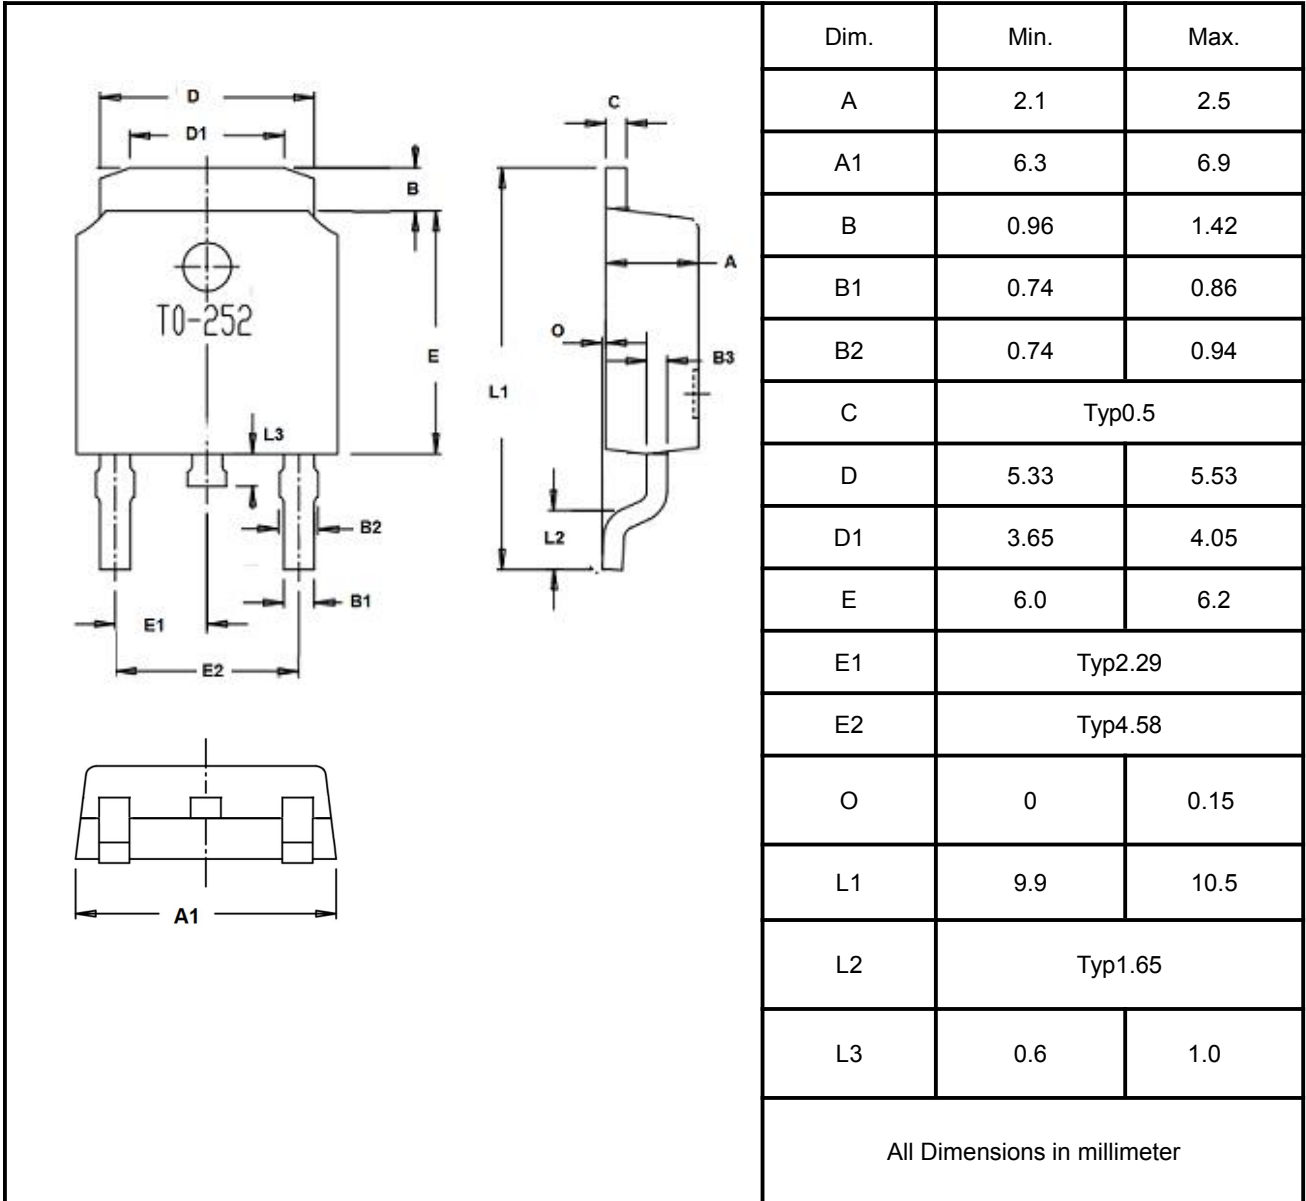 D
D1
B
TO-252
E
L3
B2
B1
E1
E2
A1
C
A
O
B3
L1
L2
Dim. Min. Max.
A 2.1 2.5
A1 6.3 6.9
B 0.96 1.42
B1 0.74 0.86
B2 0.74 0.94
C Typ0.5
D 5.33 5.53
D1 3.65 4.05
E 6.0 6.2
E1 Typ2.29
E2 Typ4.58
O 0 0.15
L1 9.9 10.5
L2 Typ1.65
L3 0.6 1.0
All Dimensions in millimeter